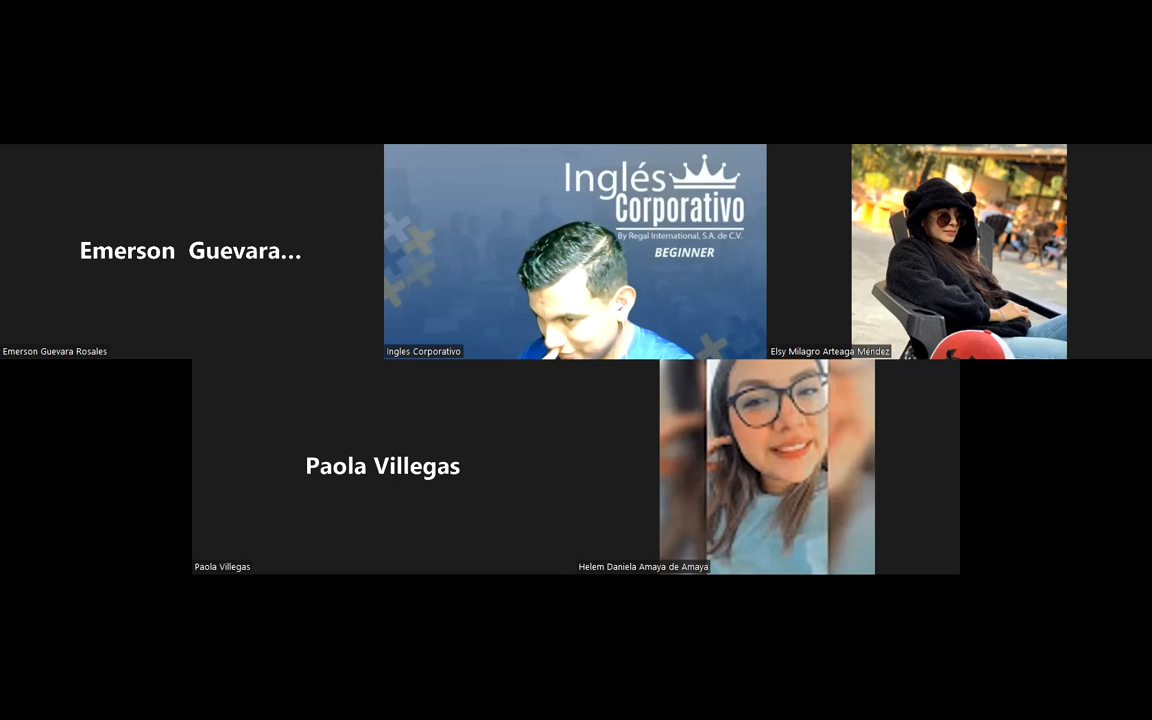 Emerson  Guevara...
Emerson Guevara Rosales
Inglés
Corporativo
By Regal International, S.A. de C.V.
BEGINNER
Ingles Corporativo
Elsy Milagro Arteaga Méndez
Paola Villegas
Paola Villegas
Helem Daniela Amaya de Amaya